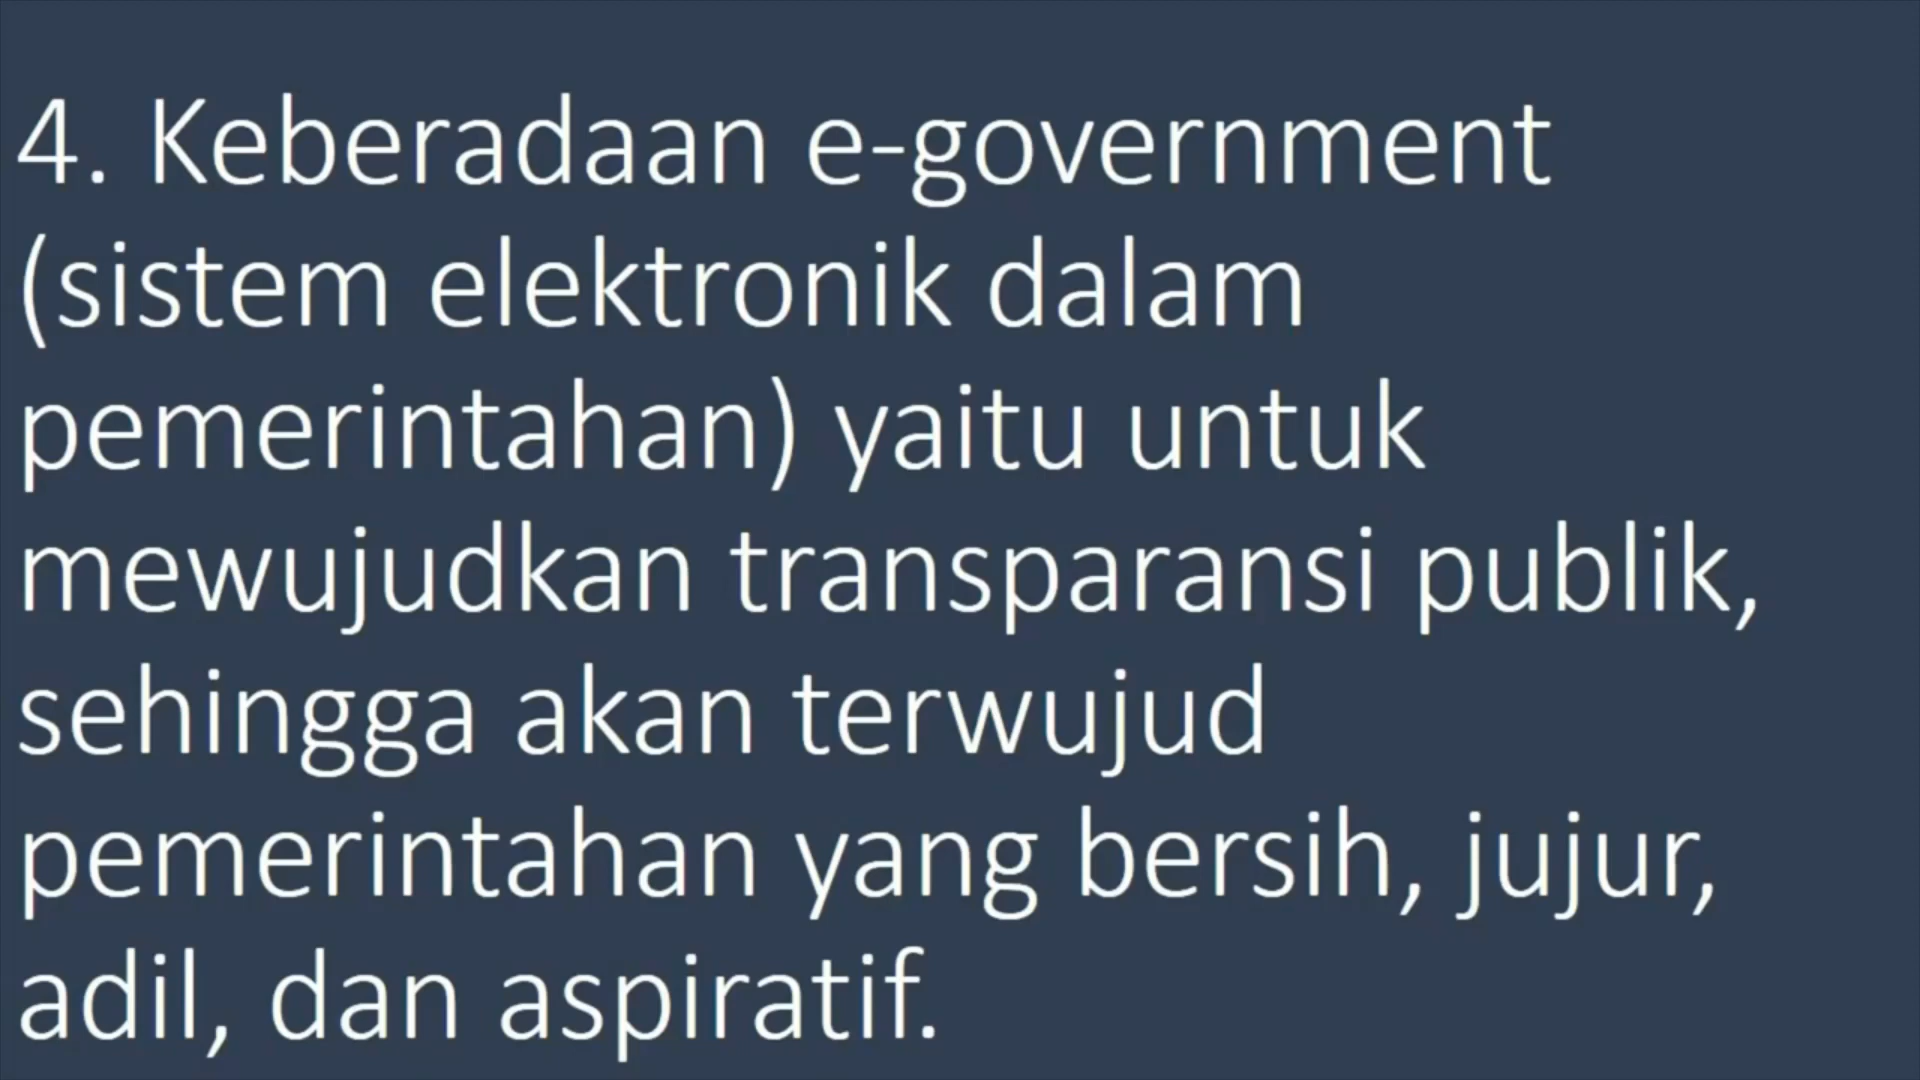 4. Keberadaan e-government
(sistem elektronik dalam
pemerintahan) yaitu untuk
mewujudkan transparansi publik,
sehingga akan terwujud
pemerintahan yang bersih, jujur,
adil, dan aspiratif.